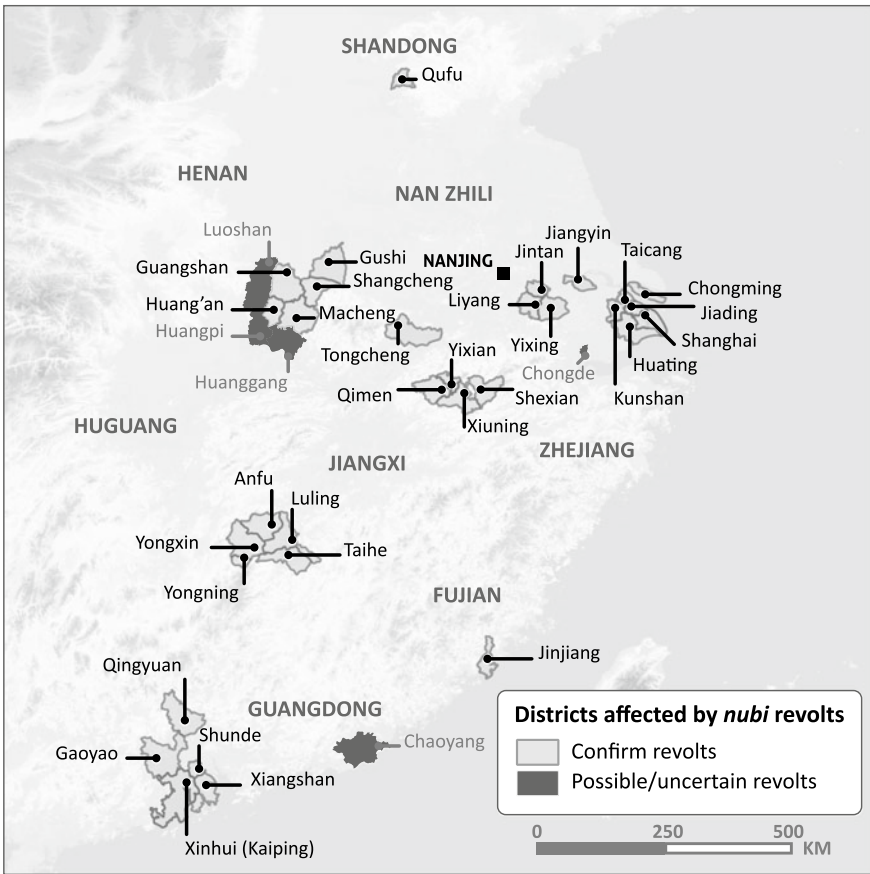 SHANDONG
Qufu
HENAN
NAN ZHILI
Luoshan
Guangshan
Gushi
Shangcheng
Huang'an
Macheng
Huangpi
Huanggang
NANJING
Jintan
Jiangyin
Taicang
Liyang
Chongming
Jiading
Shanghai
Yixing
Huating
Chongde
Kunshan
Tongcheng
Yixian
Qimen
Shexian
Xiuning
HUGUANG
ZHEJIANG
JIANGXI
Anfu
Luling
Yongxin
Taihe
Yongning
FUJIAN
Jinjiang
Qingyuan
GUANGDONG
Shunde
Gaoyao
Chaoyang
Xiangshan
Xinhui (Kaiping)
Districts affected by nubi revolts
Confirm revolts
Possible/uncertain revolts
0 250 500
KM